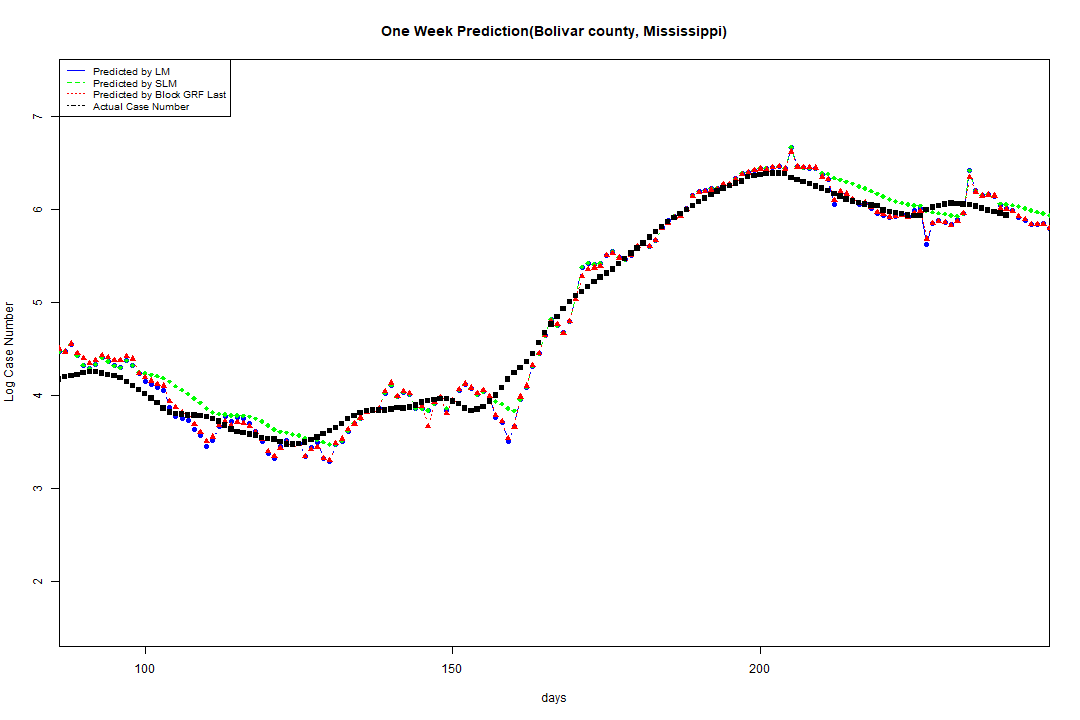 One Week Prediction(Bolivar county, Mississippi)
Predicted by LM
Predicted by SLM
Predicted by Block GRF Last
Actual Case Number
7
6
5
4
3
2
Log Case Number
100 150 200
days